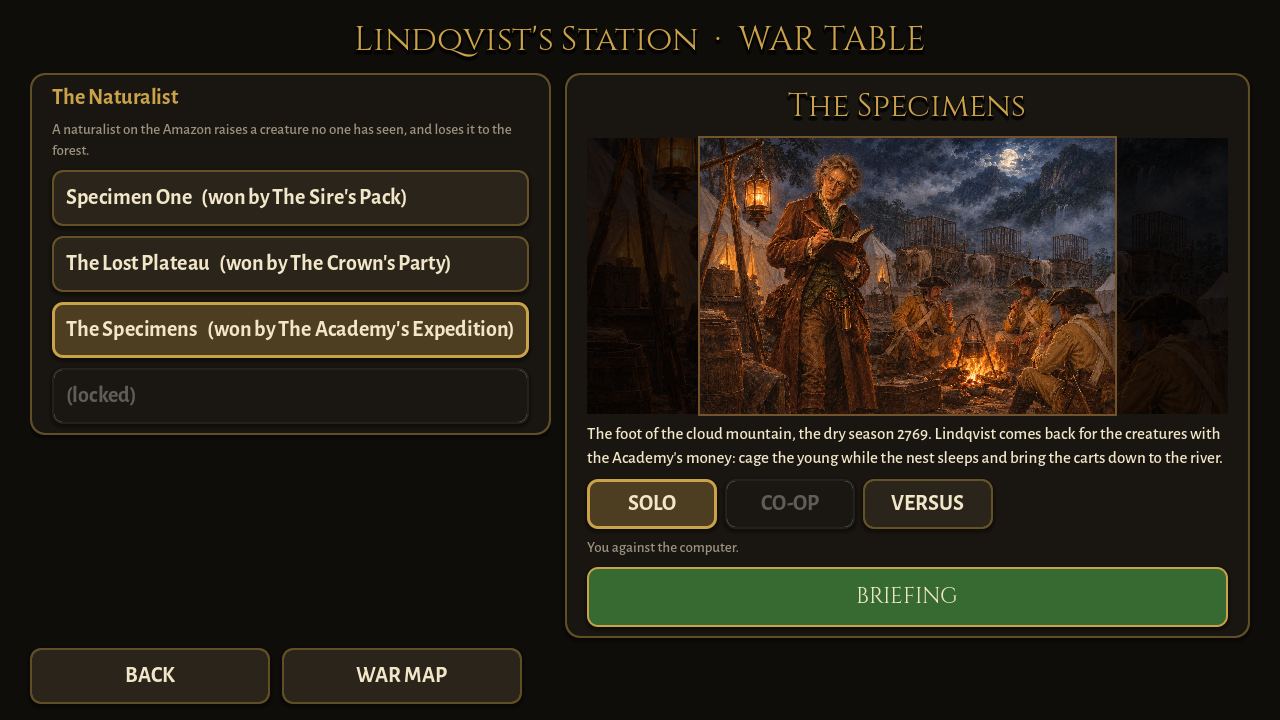 LINDQVIST'S STATION · WAR TABLE
The Naturalist
A naturalist on the Amazon raises a creature no one has seen, and loses it to the
forest.
Specimen One (won by The Sire's Pack)
The Lost Plateau (won by The Crown's Party)
The Specimens (won by The Academy's Expedition)
(locked)
THE SPECIMENS
The foot of the cloud mountain, the dry season 2769. Lindqvist comes back for the creatures with
the Academy's money: cage the young while the nest sleeps and bring the carts down to the river.
SOLO
CO-OP
VERSUS
You against the computer.
BRIEFING
BACK
WAR MAP